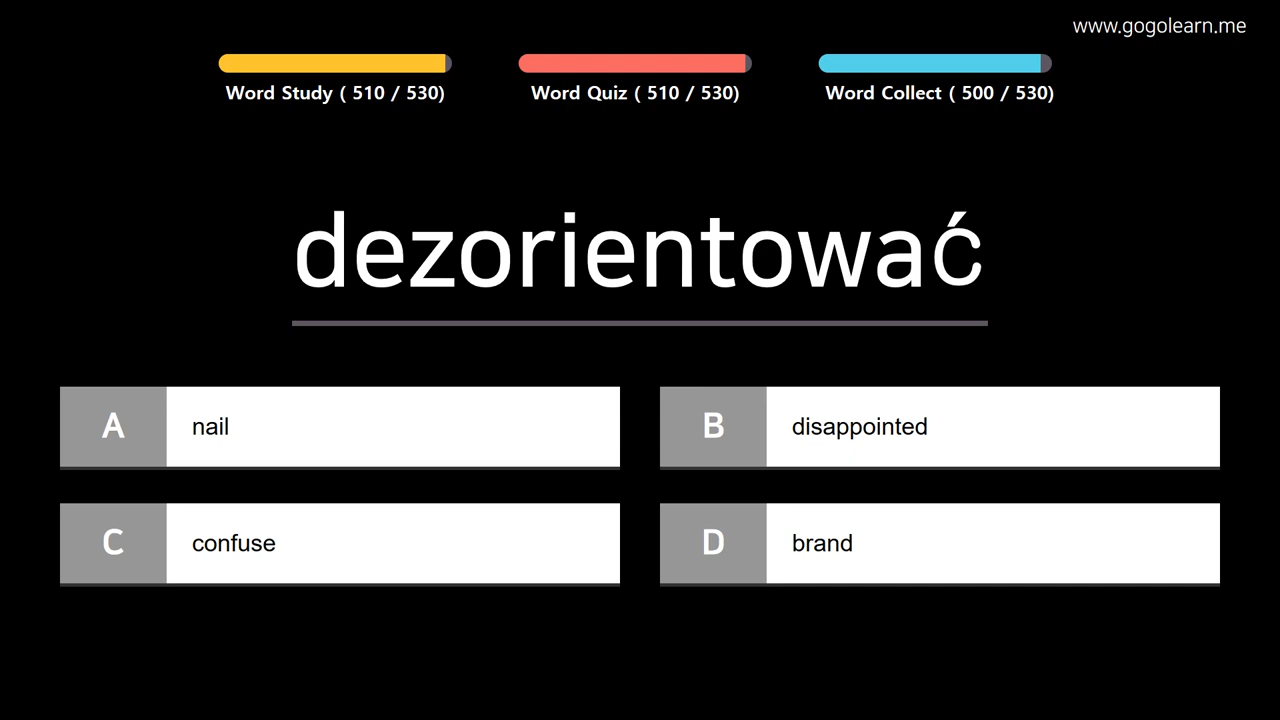 www.gogolearn.me
Word Study ( 510 / 530)
Word Quiz ( 510 / 530)
Word Collect ( 500 / 530)
dezorientować
A nail
B disappointed
C confuse
D brand